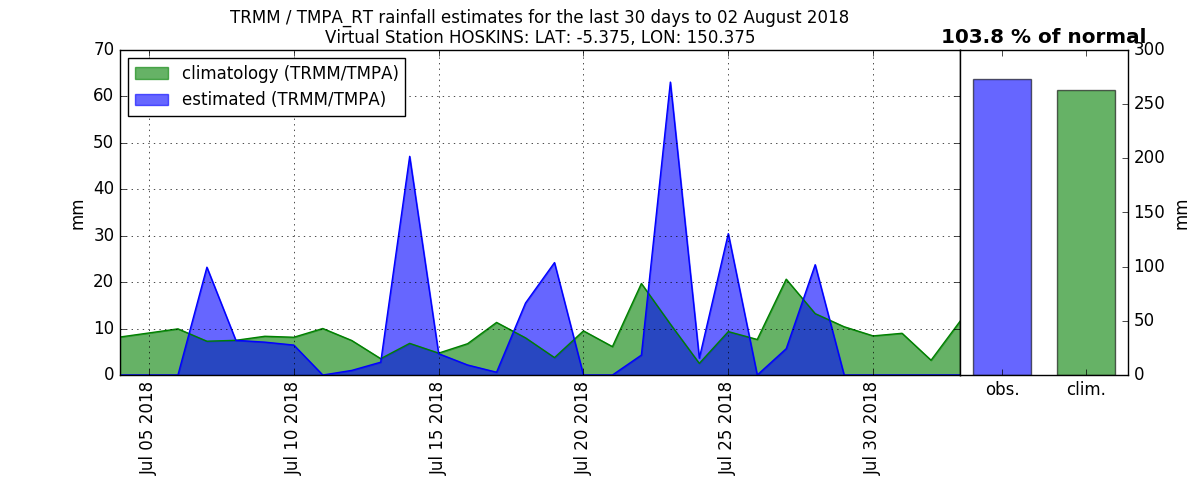 TRMM / TMPA_RT rainfall estimates for the last 30 days to 02 August 2018
Virtual Station HOSKINS: LAT: -5.375, LON: 150.375
103.8 % of normal
climatology (TRMM/TMPA)
estimated (TRMM/TMPA)
mm
70
60
50
40
30
20
10
0
Jul 05 2018
Jul 10 2018
Jul 15 2018
Jul 20 2018
Jul 25 2018
Jul 30 2018
obs.
clim.
300
250
200
150
100
50
0
mm